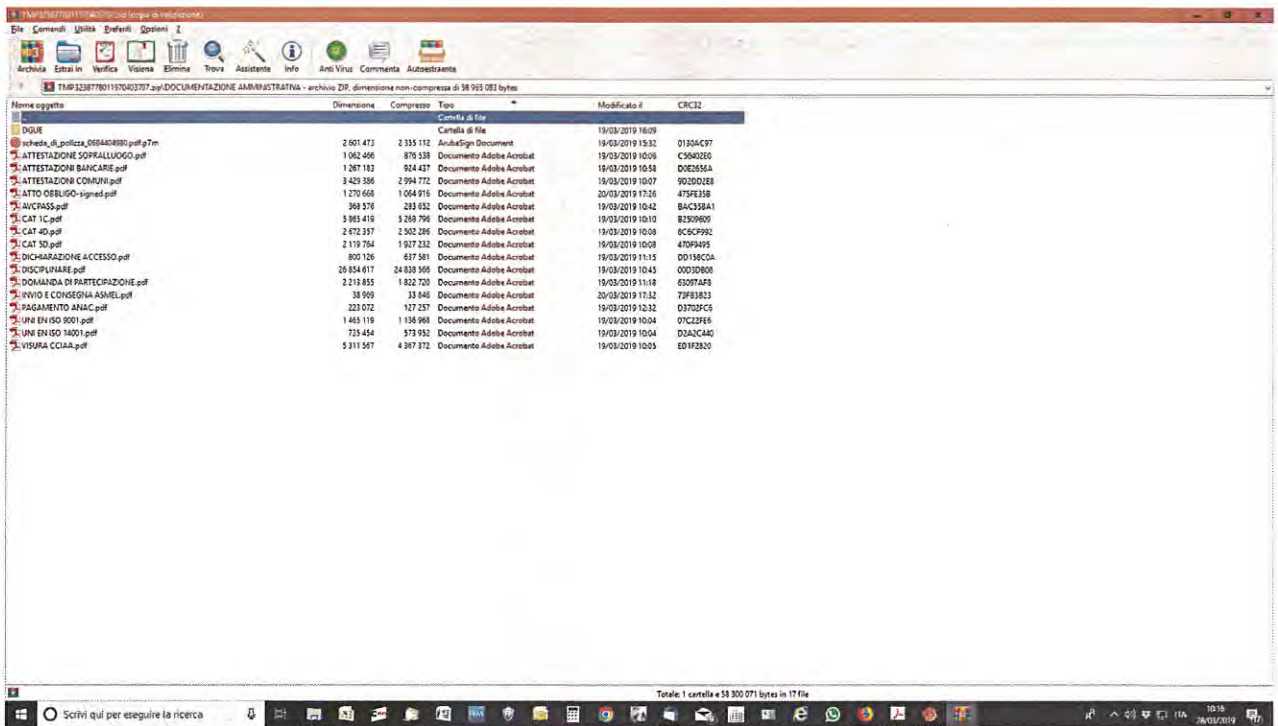 TMP3238778011970403707.zip (copia di valutazione)
File Comandi Utilità Preferiti Opzioni ?
Archivia Estrai in Verifica Visiona Elimina Trova Assistente Info Anti Virus Commenta Autoestraente
TMP3238778011970403707.zip\DOCUMENTAZIONE AMMINISTRATIVA - archivio ZIP, dimensione non-compressa di 58 965 083 bytes
Nome oggetto Dimensione Compresso Tipo Modificato il CRC32
.. Cartella di file
DGUE Cartella di file 19/03/2019 16:09
scheda_di_polizza_0684404980.pdf.p7m 2 601 473 2 335 112 ArubaSign Document 19/03/2019 15:32 0130AC97
ATTESTAZIONE SOPRALLUOGO.pdf 1 062 466 876 538 Documento Adobe Acrobat 19/03/2019 10:06 C56402E0
ATTESTAZIONI BANCARIE.pdf 1 267 183 924 437 Documento Adobe Acrobat 19/03/2019 10:58 D0E2656A
ATTESTAZIONI COMUNI.pdf 3 429 386 2 994 772 Documento Adobe Acrobat 19/03/2019 10:07 9D2DD2E8
ATTO OBBLIGO-signed.pdf 1 270 668 1 064 916 Documento Adobe Acrobat 20/03/2019 17:26 475FE35B
AVCPASS.pdf 368 576 283 652 Documento Adobe Acrobat 19/03/2019 10:42 BAC55BA1
CAT 1C.pdf 5 865 419 5 268 796 Documento Adobe Acrobat 19/03/2019 10:10 B2509609
CAT 4D.pdf 2 672 357 2 502 286 Documento Adobe Acrobat 19/03/2019 10:08 6C6CF992
CAT 5D.pdf 2 119 764 1 927 232 Documento Adobe Acrobat 19/03/2019 10:08 470F9495
DICHIARAZIONE ACCESSO.pdf 800 126 637 581 Documento Adobe Acrobat 19/03/2019 11:15 DD158C0A
DISCIPLINARE.pdf 26 854 617 24 838 566 Documento Adobe Acrobat 19/03/2019 10:45 00D3DB08
DOMANDA DI PARTECIPAZIONE.pdf 2 213 855 1 822 720 Documento Adobe Acrobat 19/03/2019 11:18 63097AF8
INVIO E CONSEGNA ASMEL.pdf 38 969 33 846 Documento Adobe Acrobat 20/03/2019 17:32 73F83823
PAGAMENTO ANAC.pdf 223 072 127 257 Documento Adobe Acrobat 19/03/2019 12:32 D3702FC6
UNI EN ISO 9001.pdf 1 465 119 1 136 968 Documento Adobe Acrobat 19/03/2019 10:04 07C22FE6
UNI EN ISO 14001.pdf 735 454 573 952 Documento Adobe Acrobat 19/03/2019 10:04 D2A2C440
VISURA CCIAA.pdf 5 311 567 4 367 372 Documento Adobe Acrobat 19/03/2019 10:05 ED1F2820
Totale: 1 cartella e 58 300 071 bytes in 17 file
Scrivi qui per eseguire la ricerca ITA 10:16
28/03/2019